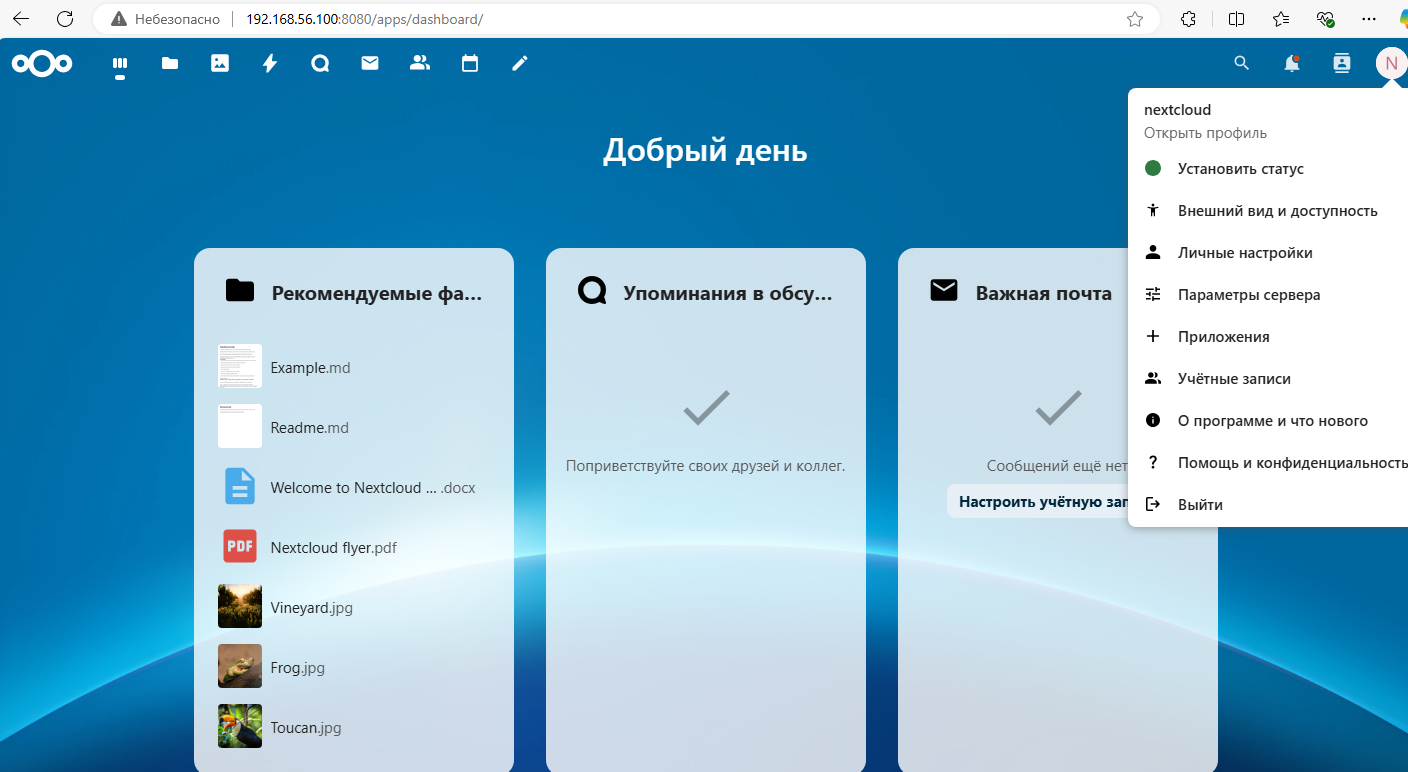 Небезопасно
192.168.56.100:8080/apps/dashboard/
N
nextcloud
Открыть профиль
Установить статус
Внешний вид и доступность
Личные настройки
Параметры сервера
Приложения
Учётные записи
О программе и что нового
Помощь и конфиденциальность
Выйти
Добрый день
Рекомендуемые фа...
Example.md
Readme.md
Welcome to Nextcloud ... .docx
PDF
Nextcloud flyer.pdf
Vineyard.jpg
Frog.jpg
Toucan.jpg
Упоминания в обсу...
Поприветствуйте своих друзей и коллег.
Важная почта
Сообщений ещё нет
Настроить учётную зап